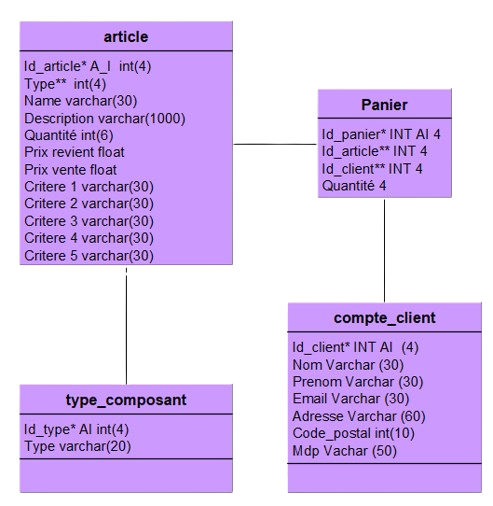 article
Id_article* A_I int(4)
Type** int(4)
Name varchar(30)
Description varchar(1000)
Quantité int(6)
Prix revient float
Prix vente float
Critere 1 varchar(30)
Critere 2 varchar(30)
Critere 3 varchar(30)
Critere 4 varchar(30)
Critere 5 varchar(30)
Panier
Id_panier* INT AI 4
Id_article** INT 4
Id_client** INT 4
Quantité 4
compte_client
Id_client* INT AI (4)
Nom Varchar (30)
Prenom Varchar (30)
Email Varchar (30)
Adresse Varchar (60)
Code_postal int(10)
Mdp Vachar (50)
type_composant
Id_type* AI int(4)
Type varchar(20)